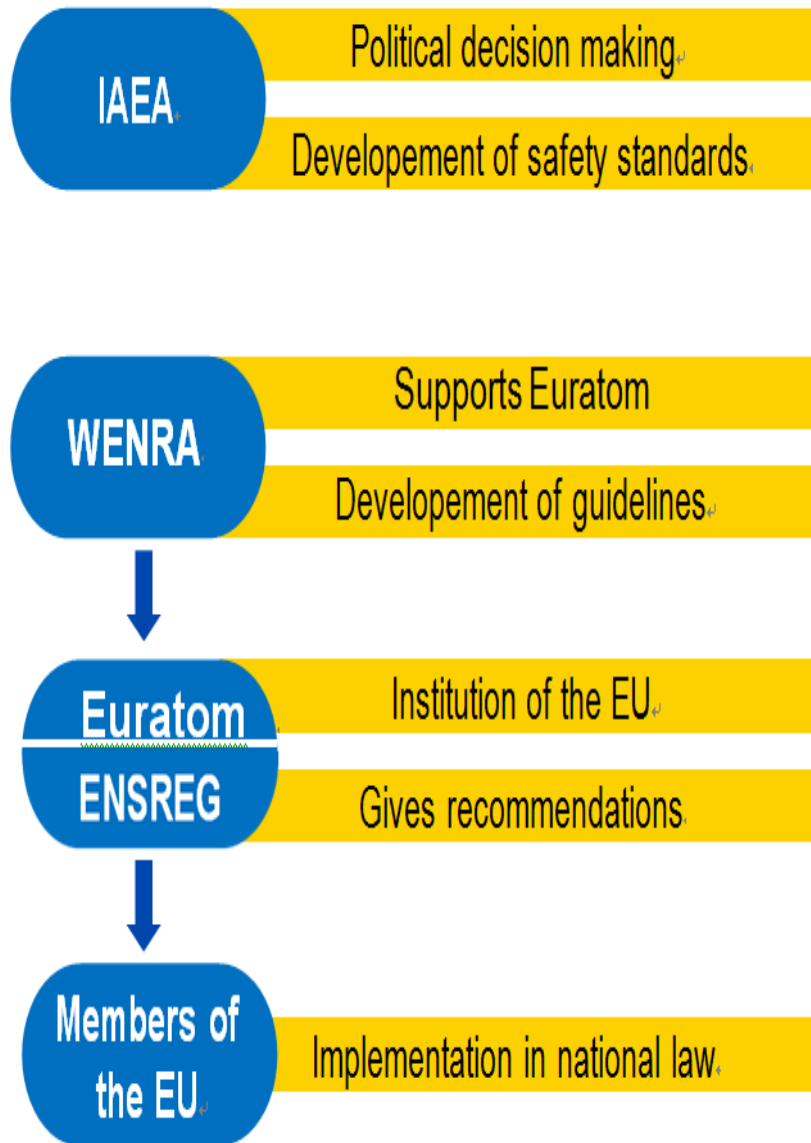 IAEA
Political decision making
Developement of safety standards
WENRA
Supports Euratom
Developement of guidelines
Euratom
ENSREG
Institution of the EU
Gives recommendations
Members of
the EU
Implementation in national law